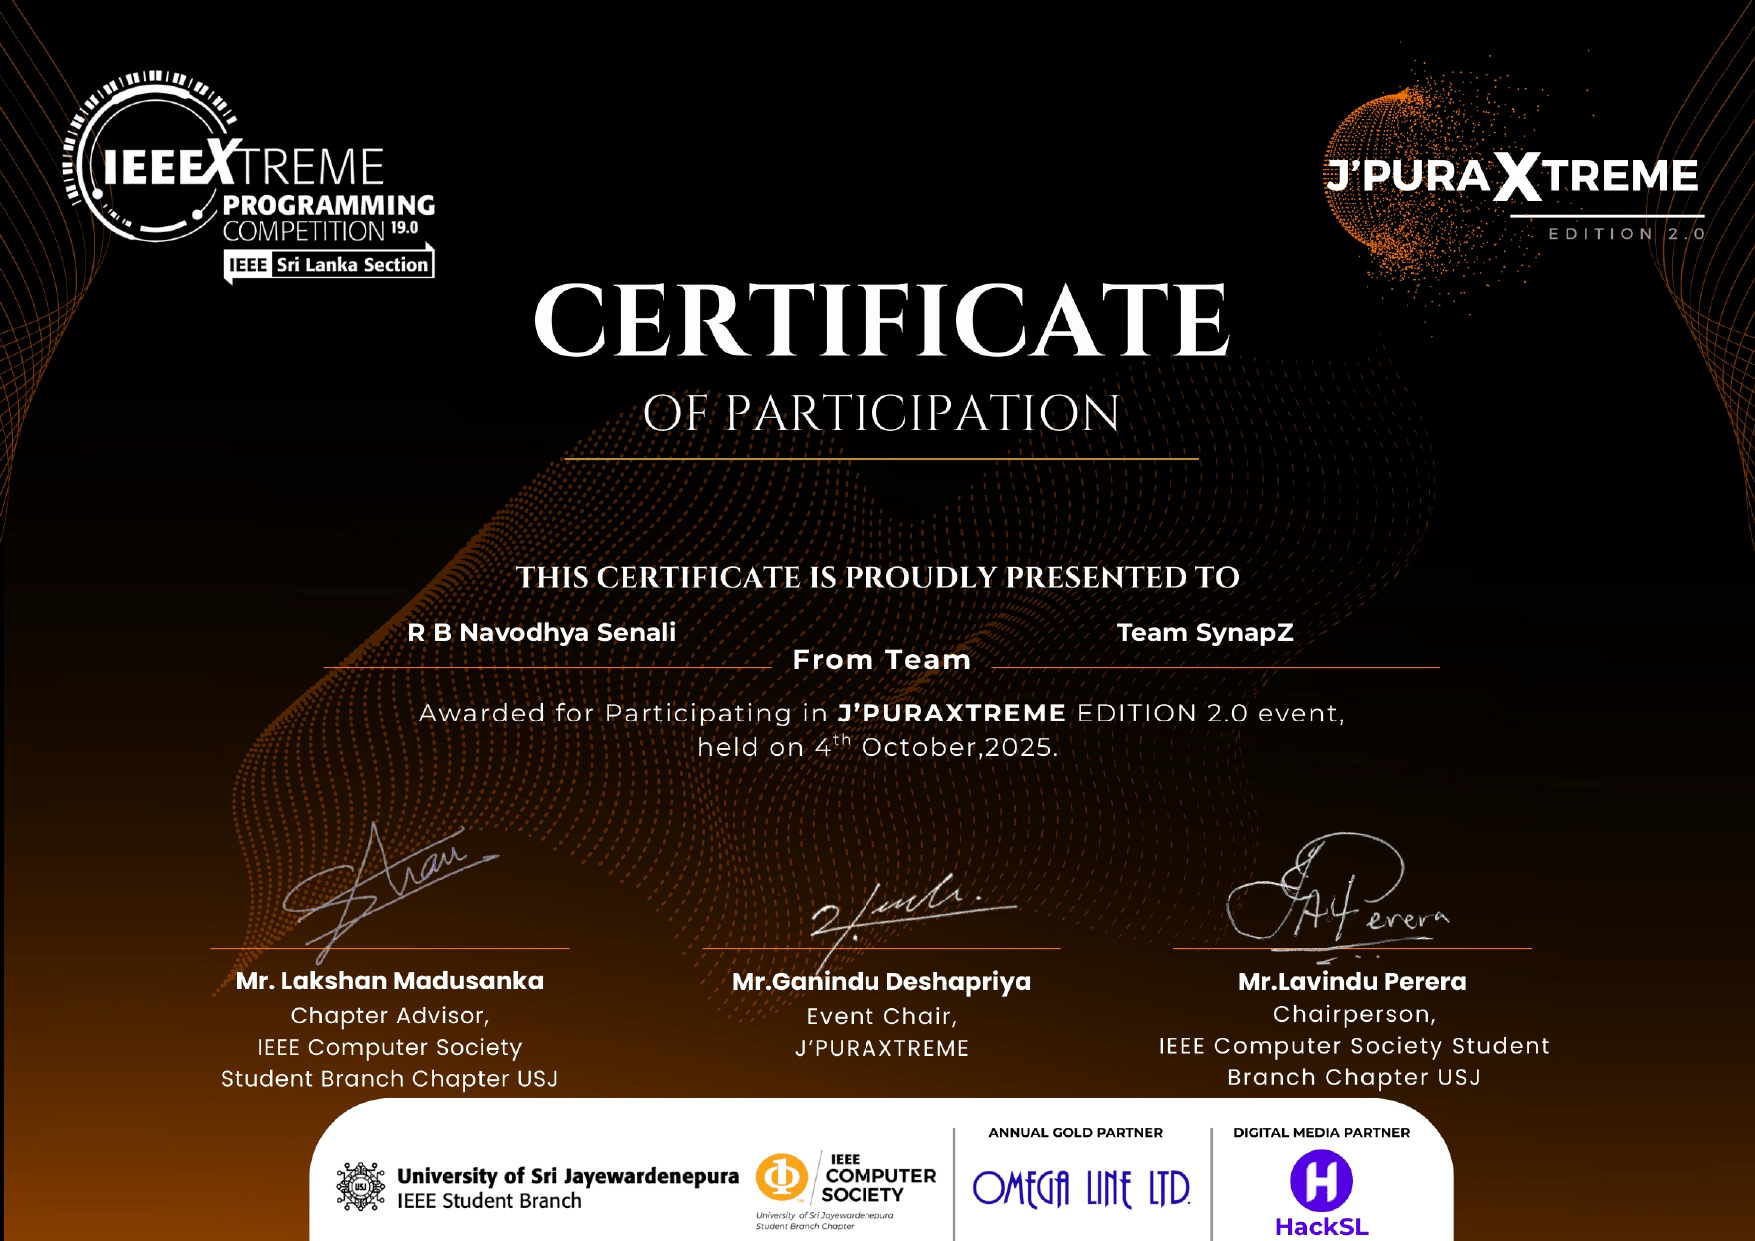 IEEEXTREME
PROGRAMMING
COMPETITION 19.0
IEEE Sri Lanka Section
J'PURAXTREME
EDITION 2.0
CERTIFICATE
OF PARTICIPATION
THIS CERTIFICATE IS PROUDLY PRESENTED TO
R B Navodhya Senali From Team Team SynapZ
Awarded for Participating in J'PURAXTREME EDITION 2.0 event,
held on 4th October,2025.
Perera
Mr. Lakshan Madusanka
Chapter Advisor,
IEEE Computer Society
Student Branch Chapter USJ
Mr.Ganindu Deshapriya
Event Chair,
J'PURAXTREME
Mr.Lavindu Perera
Chairperson,
IEEE Computer Society Student
Branch Chapter USJ
USJ
University of Sri Jayewardenepura
IEEE Student Branch
IEEE
COMPUTER
SOCIETY
University of Sri Jayewardenepura
Student Branch Chapter
ANNUAL GOLD PARTNER
OMEGA LINE LTD.
DIGITAL MEDIA PARTNER
H
HackSL